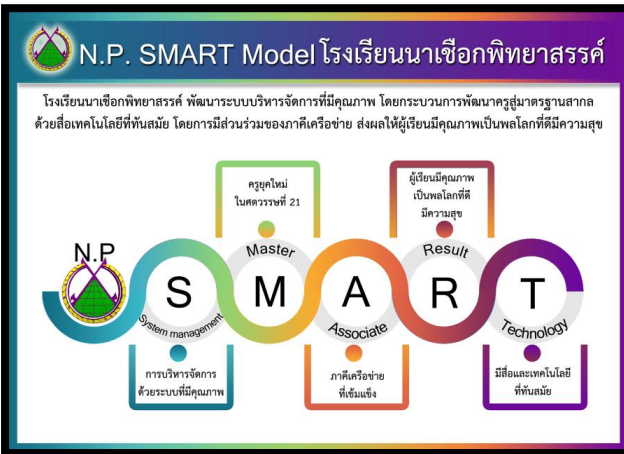 N.P. SMART Model โรงเรียนนาเชือกพิทยาสรรค์
โรงเรียนนาเชือกพิทยาสรรค์ พัฒนาระบบบริหารจัดการที่มีคุณภาพ โดยกระบวนการพัฒนาครูสู่มาตรฐานสากล
ด้วยสื่อเทคโนโลยีที่ทันสมัย โดยการมีส่วนร่วมของภาคีเครือข่าย ส่งผลให้ผู้เรียนมีคุณภาพเป็นพลโลกที่ดีมีความสุข
N.P
S
System management
การบริหารจัดการ
ด้วยระบบที่มีคุณภาพ
ครูยุคใหม่
ในศตวรรษที่ 21
Master
M
A
Associate
ภาคีเครือข่าย
ที่เข้มแข็ง
ผู้เรียนมีคุณภาพ
เป็นพลโลกที่ดี
มีความสุข
Result
R
T
Technology
มีสื่อและเทคโนโลยี
ที่ทันสมัย